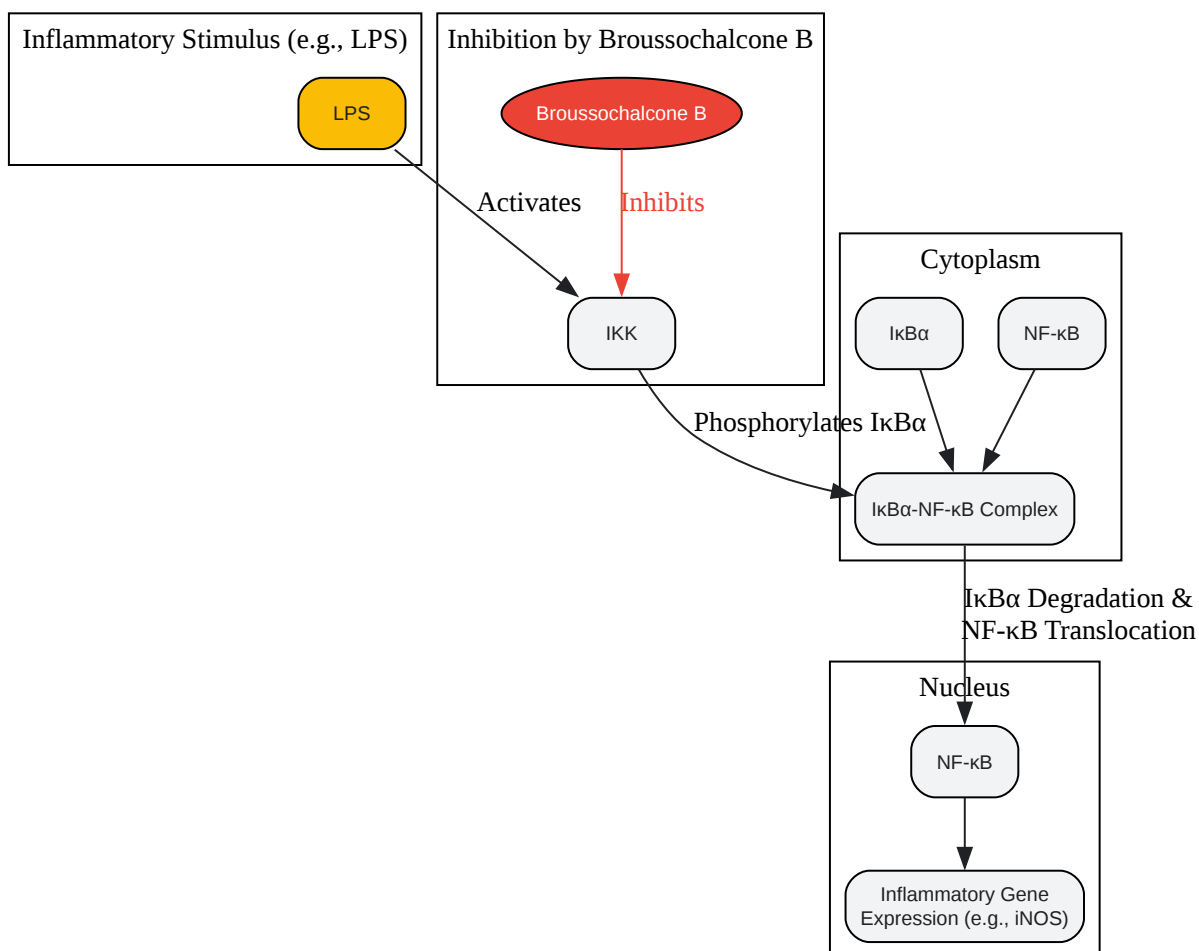 Inflammatory Stimulus (e.g., LPS)
LPS
Inhibition by Broussochalcone B
Broussochalcone B
Activates
Inhibits
IKK
Cytoplasm
IκBα
NF-κB
Phosphorylates IκBα
IκBα-NF-κB Complex
IκBα Degradation &
NF-κB Translocation
Nucleus
NF-κB
Inflammatory Gene
Expression (e.g., iNOS)